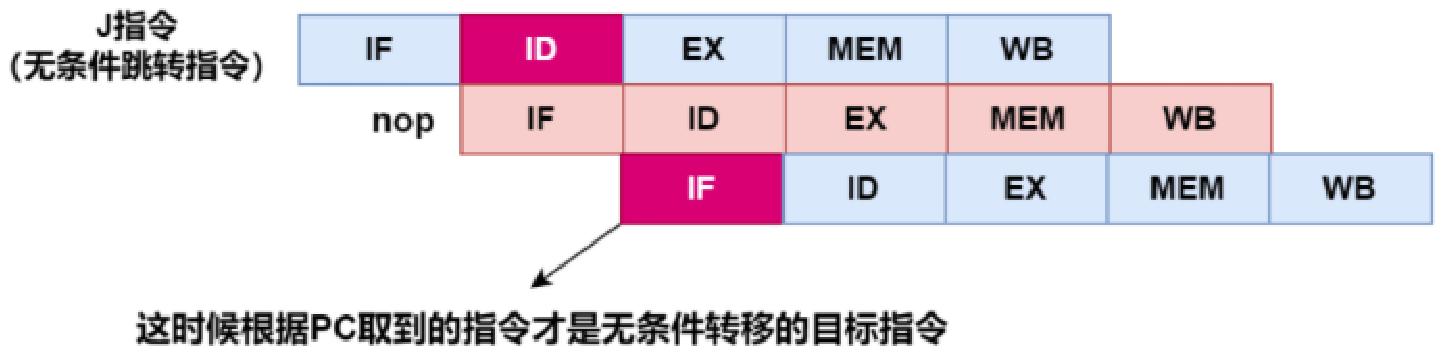 J指令
（无条件跳转指令）
IF ID EX MEM WB
nop IF ID EX MEM WB
IF ID EX MEM WB
这时候根据PC取到的指令才是无条件转移的目标指令